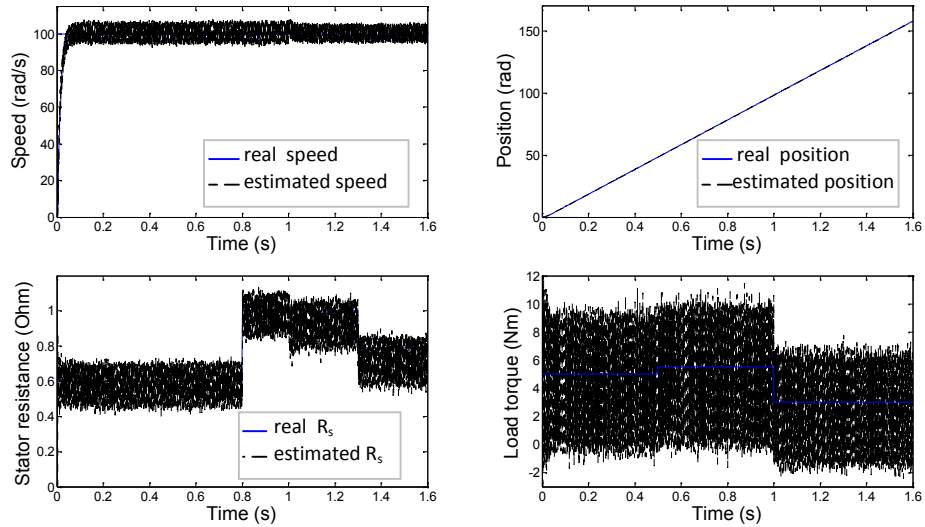 100
80
60
40
20
0
Speed (rad/s)
real speed
estimated speed
0 0.2 0.4 0.6 0.8 1 1.2 1.4 1.6
Time (s)
150
100
50
0
Position (rad)
real position
estimated position
0 0.2 0.4 0.6 0.8 1 1.2 1.4 1.6
Time (s)
1
0.8
0.6
0.4
0.2
0
Stator resistance (Ohm)
real Rs
estimated Rs
0 0.2 0.4 0.6 0.8 1 1.2 1.4 1.6
Time (s)
12
10
8
6
4
2
0
-2
Load torque (Nm)
0 0.2 0.4 0.6 0.8 1 1.2 1.4 1.6
Time (s)